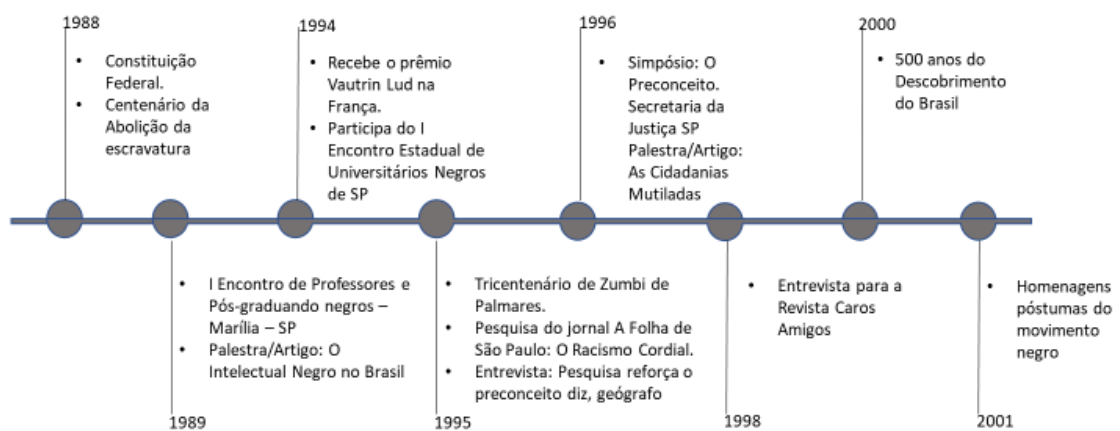 1988
• Constituição
Federal.
• Centenário da
Abolição da
escravatura
1994
• Recebe o prêmio
Vautrin Lud na
França.
• Participa do I
Encontro Estadual de
Universitários Negros
de SP
1996
• Simpósio: O
Preconceito.
Secretaria da
Justiça SP
Palestra/Artigo:
As Cidadanias
Mutiladas
2000
• 500 anos do
Descobrimento
do Brasil
• I Encontro de Professores e
Pós-graduando negros –
Marília – SP
• Palestra/Artigo: O
Intelectual Negro no Brasil
1989
• Tricentenário de Zumbi de
Palmares.
• Pesquisa do jornal A Folha de
São Paulo: O Racismo Cordial.
• Entrevista: Pesquisa reforça o
preconceito diz, geógrafo
1995
• Entrevista para a
Revista Caros
Amigos
1998
• Homenagens
póstumas do
movimento
negro
2001